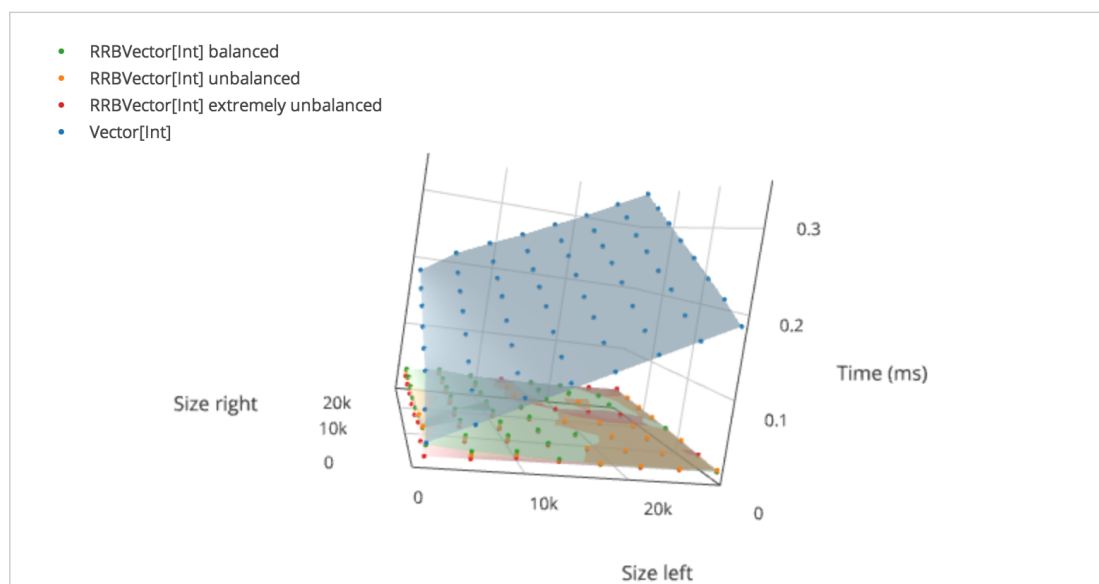 RRBVector[Int] balanced
RRBVector[Int] unbalanced
RRBVector[Int] extremely unbalanced
Vector[Int]
0.3
0.2
Time (ms)
Size right
20k
0.1
10k
0
0
10k
20k
0
Size left